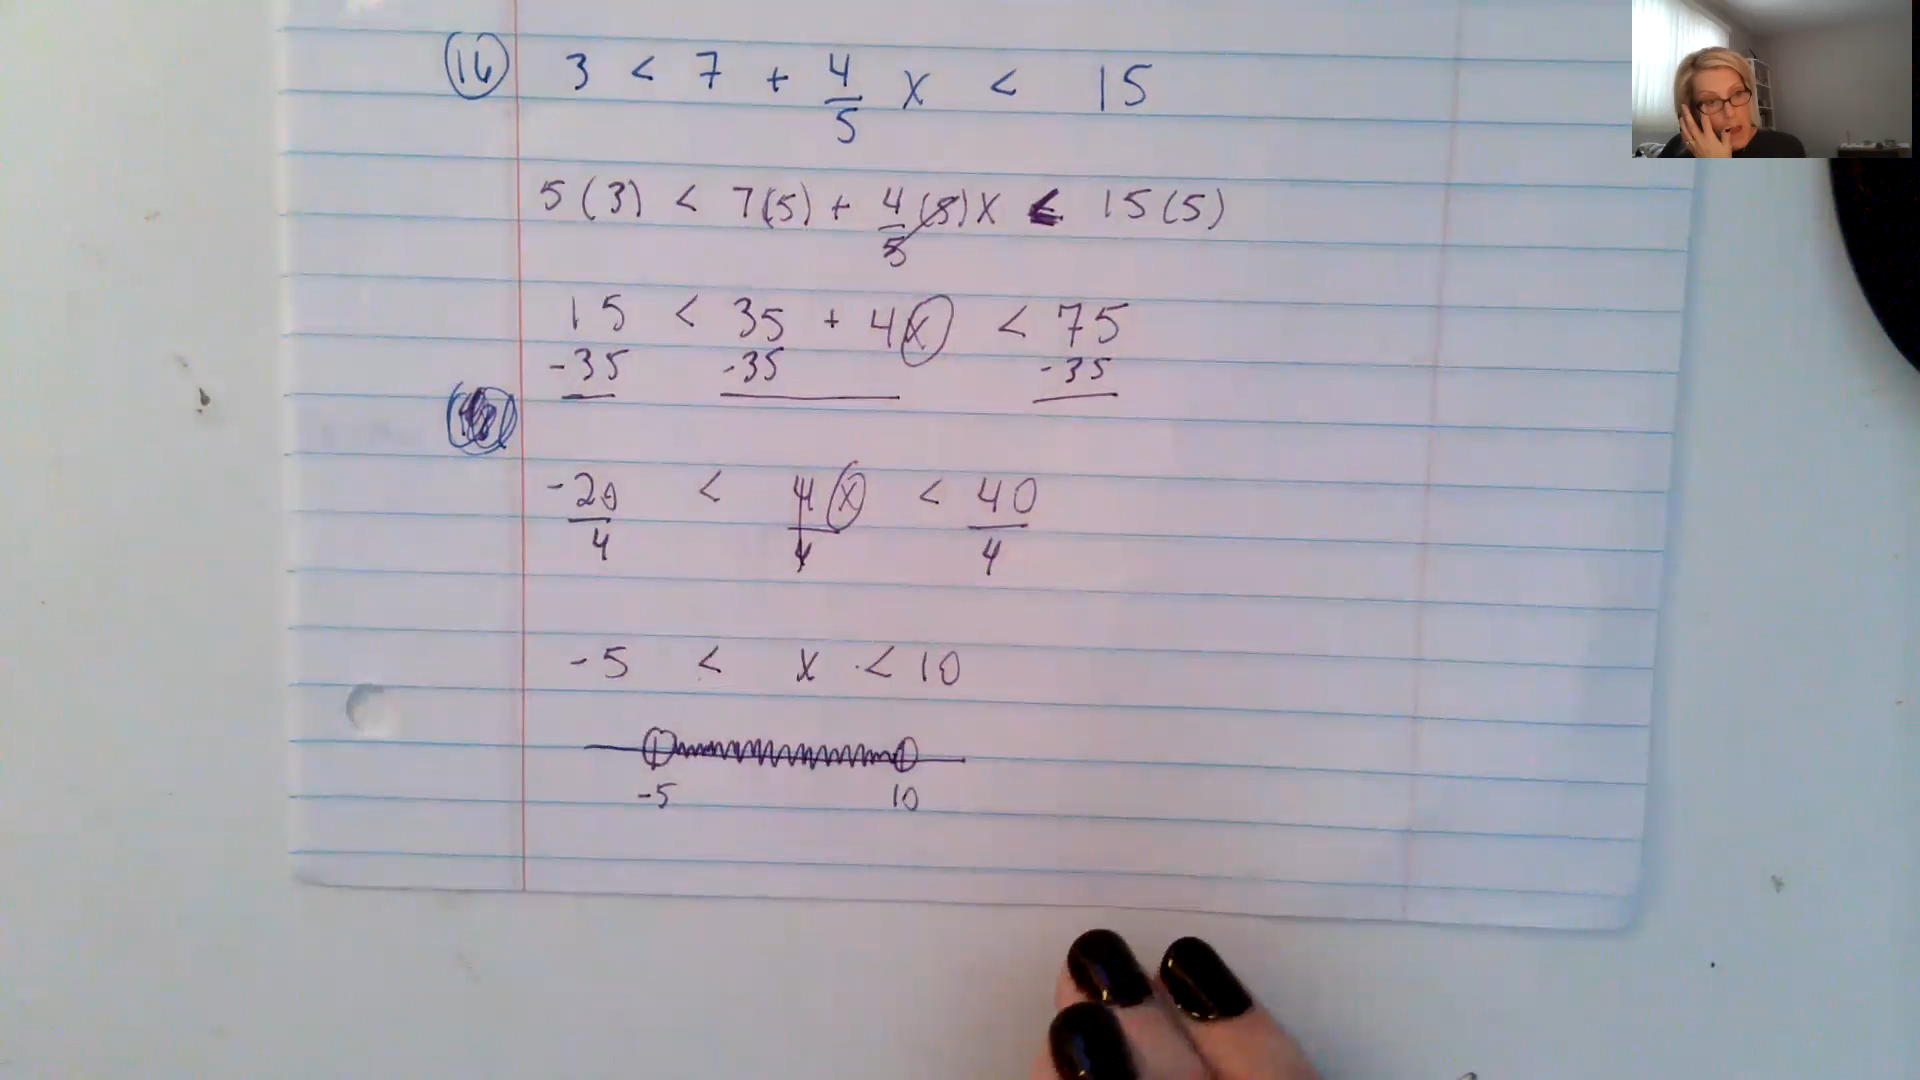 16 3 < 7 + 4/5 x < 15
5(3) < 7(5) + 4/5 (5)x < 15(5)
15 < 35 + 4x < 75
-35 -35 -35
-20/4 < 4x/4 < 40/4
-5 < x < 10
-5 10